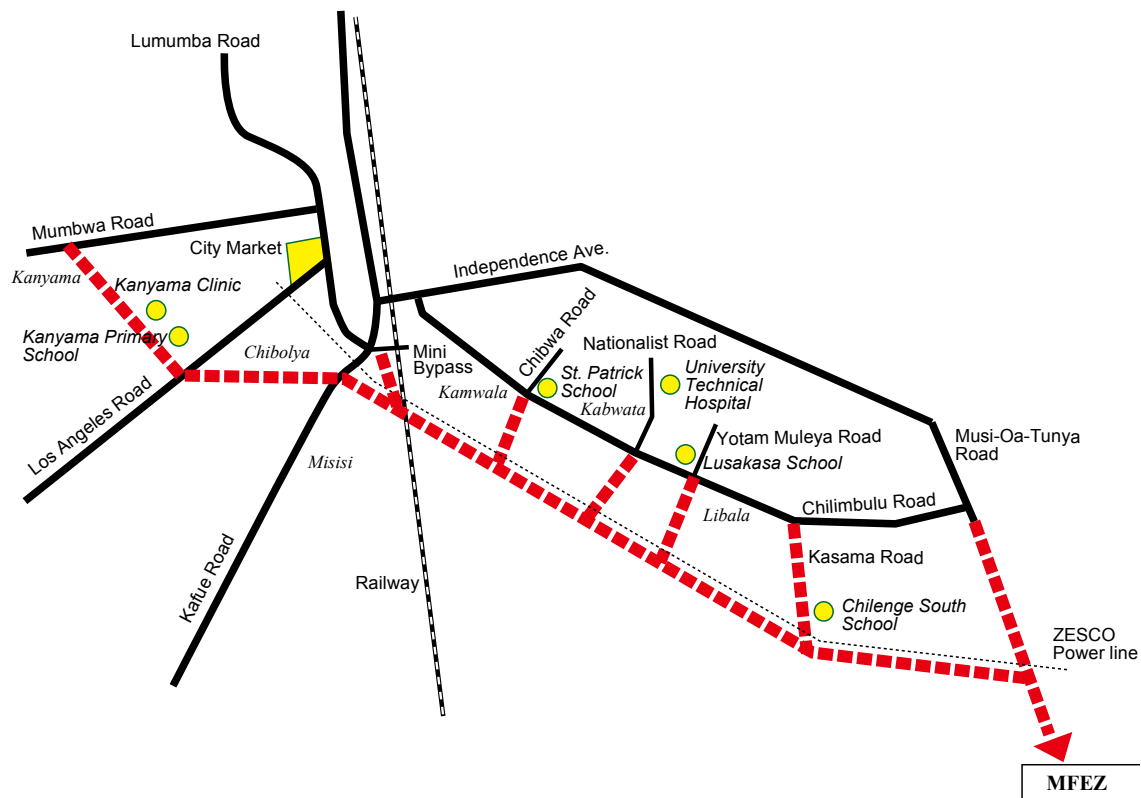 Lumumba Road
Mumbwa Road
City Market
Kanyama
Kanyama Clinic
Kanyama Primary
School
Independence Ave.
Chibwa Road
Nationalist Road
Chibolya
Mini
Bypass
Kamwala
St. Patrick
School
Kabwata
University
Technical
Hospital
Los Angeles Road
Yotam Muleya Road
Lusakasa School
Musi-Oa-Tunya
Road
Misisi
Libala
Chilimbulu Road
Kafue Road
Railway
Kasama Road
Chilenge South
School
ZESCO
Power line
MFEZ